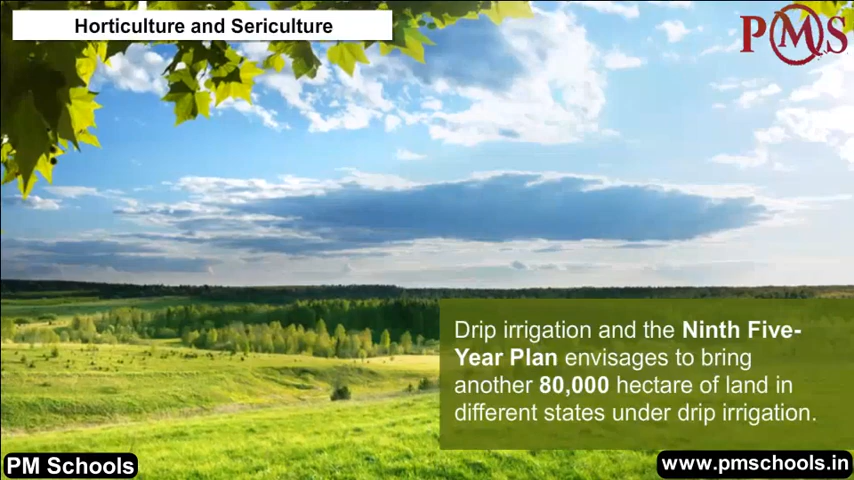 Horticulture and Sericulture
PMS
Drip irrigation and the Ninth Five-
Year Plan envisages to bring
another 80,000 hectare of land in
different states under drip irrigation.
PM Schools
www.pmschools.in